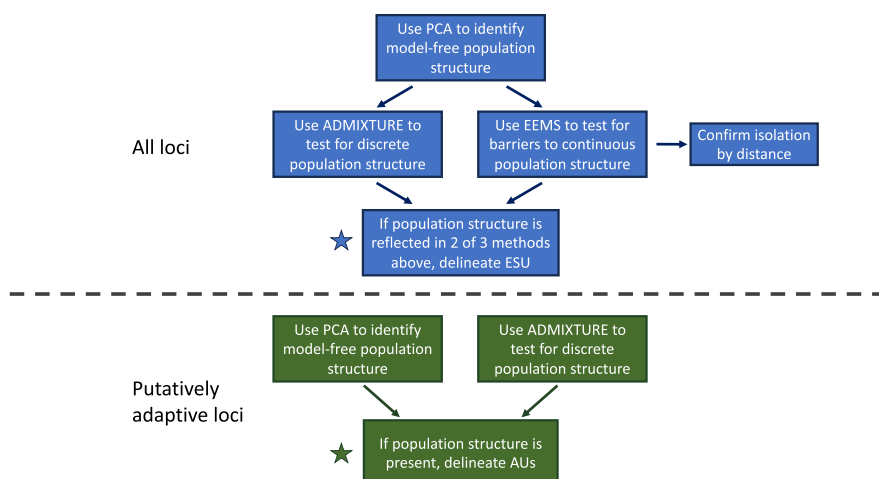 Use PCA to identify
model-free population
structure
Use ADMIXTURE to
test for discrete
population structure
Use EEMS to test for
barriers to continuous
population structure
Confirm isolation
by distance
All loci
If population structure is
reflected in 2 of 3 methods
above, delineate ESU
Use PCA to identify
model-free population
structure
Use ADMIXTURE to
test for discrete
population structure
Putatively
adaptive loci
If population structure is
present, delineate AUs